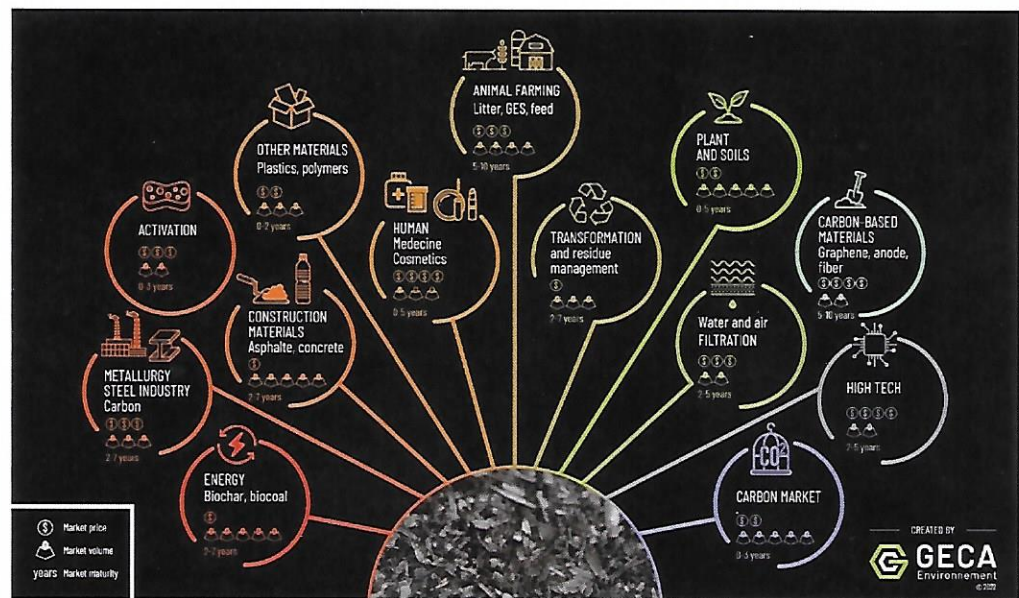 ANIMAL FARMING
Litter, GES, feed
5-10 years
OTHER MATERIALS
Plastics, polymers
0-2 years
PLANT
AND SOILS
0-5 years
ACTIVATION
0-3 years
HUMAN
Medecine
Cosmetics
0-5 years
TRANSFORMATION
and residue
management
2-7 years
CARBON-BASED
MATERIALS
Graphene, anode,
fiber
5-10 years
CONSTRUCTION
MATERIALS
Asphalte, concrete
2-7 years
Water and air
FILTRATION
2-5 years
METALLURGY
STEEL INDUSTRY
Carbon
2-7 years
HIGH TECH
2-5 years
ENERGY
Biochar, biocoal
years
CO2
CARBON MARKET
0-3 years
$ Market price
Market volume
years Market maturity
CREATED BY
GECA
Environnement
© 2022